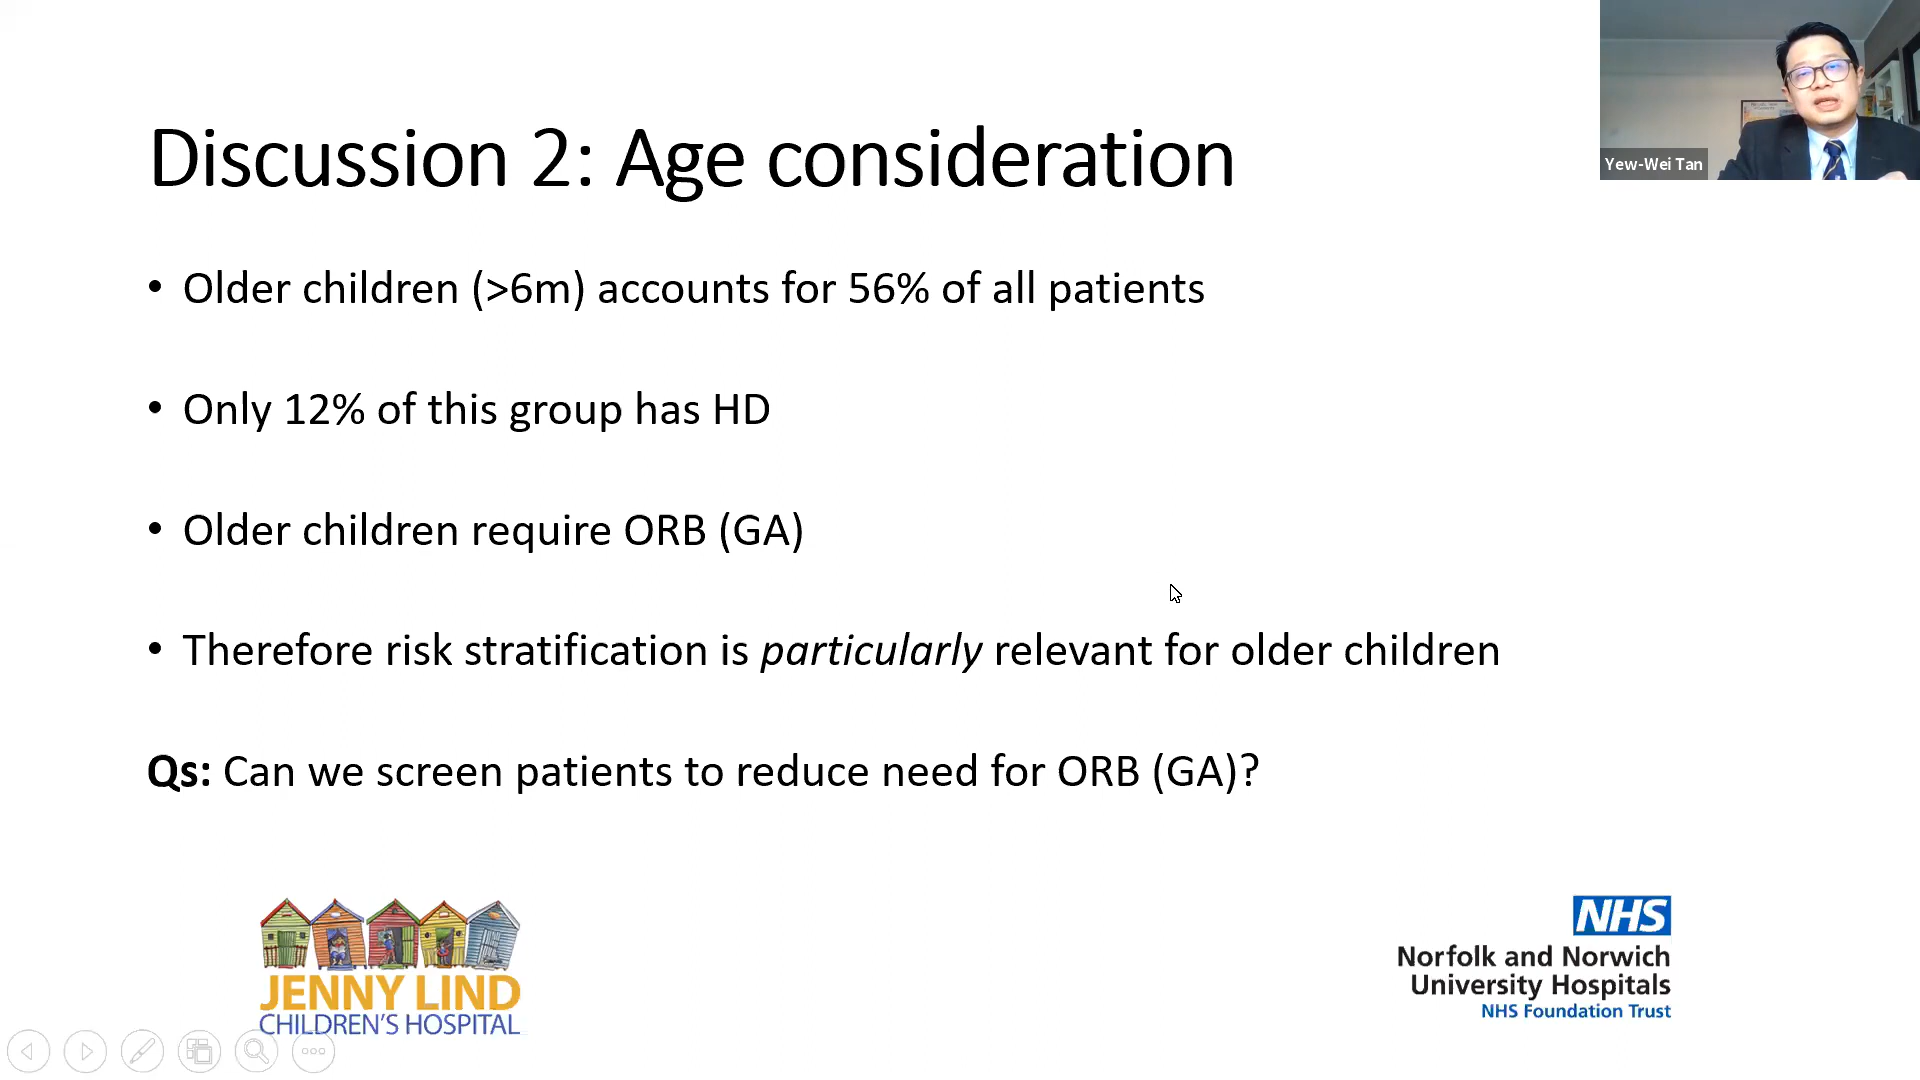 Yew-Wei Tan
Discussion 2: Age consideration
• Older children (>6m) accounts for 56% of all patients
• Only 12% of this group has HD
• Older children require ORB (GA)
• Therefore risk stratification is particularly relevant for older children
Qs: Can we screen patients to reduce need for ORB (GA)?
JENNY LIND
CHILDREN'S HOSPITAL
NHS
Norfolk and Norwich
University Hospitals
NHS Foundation Trust